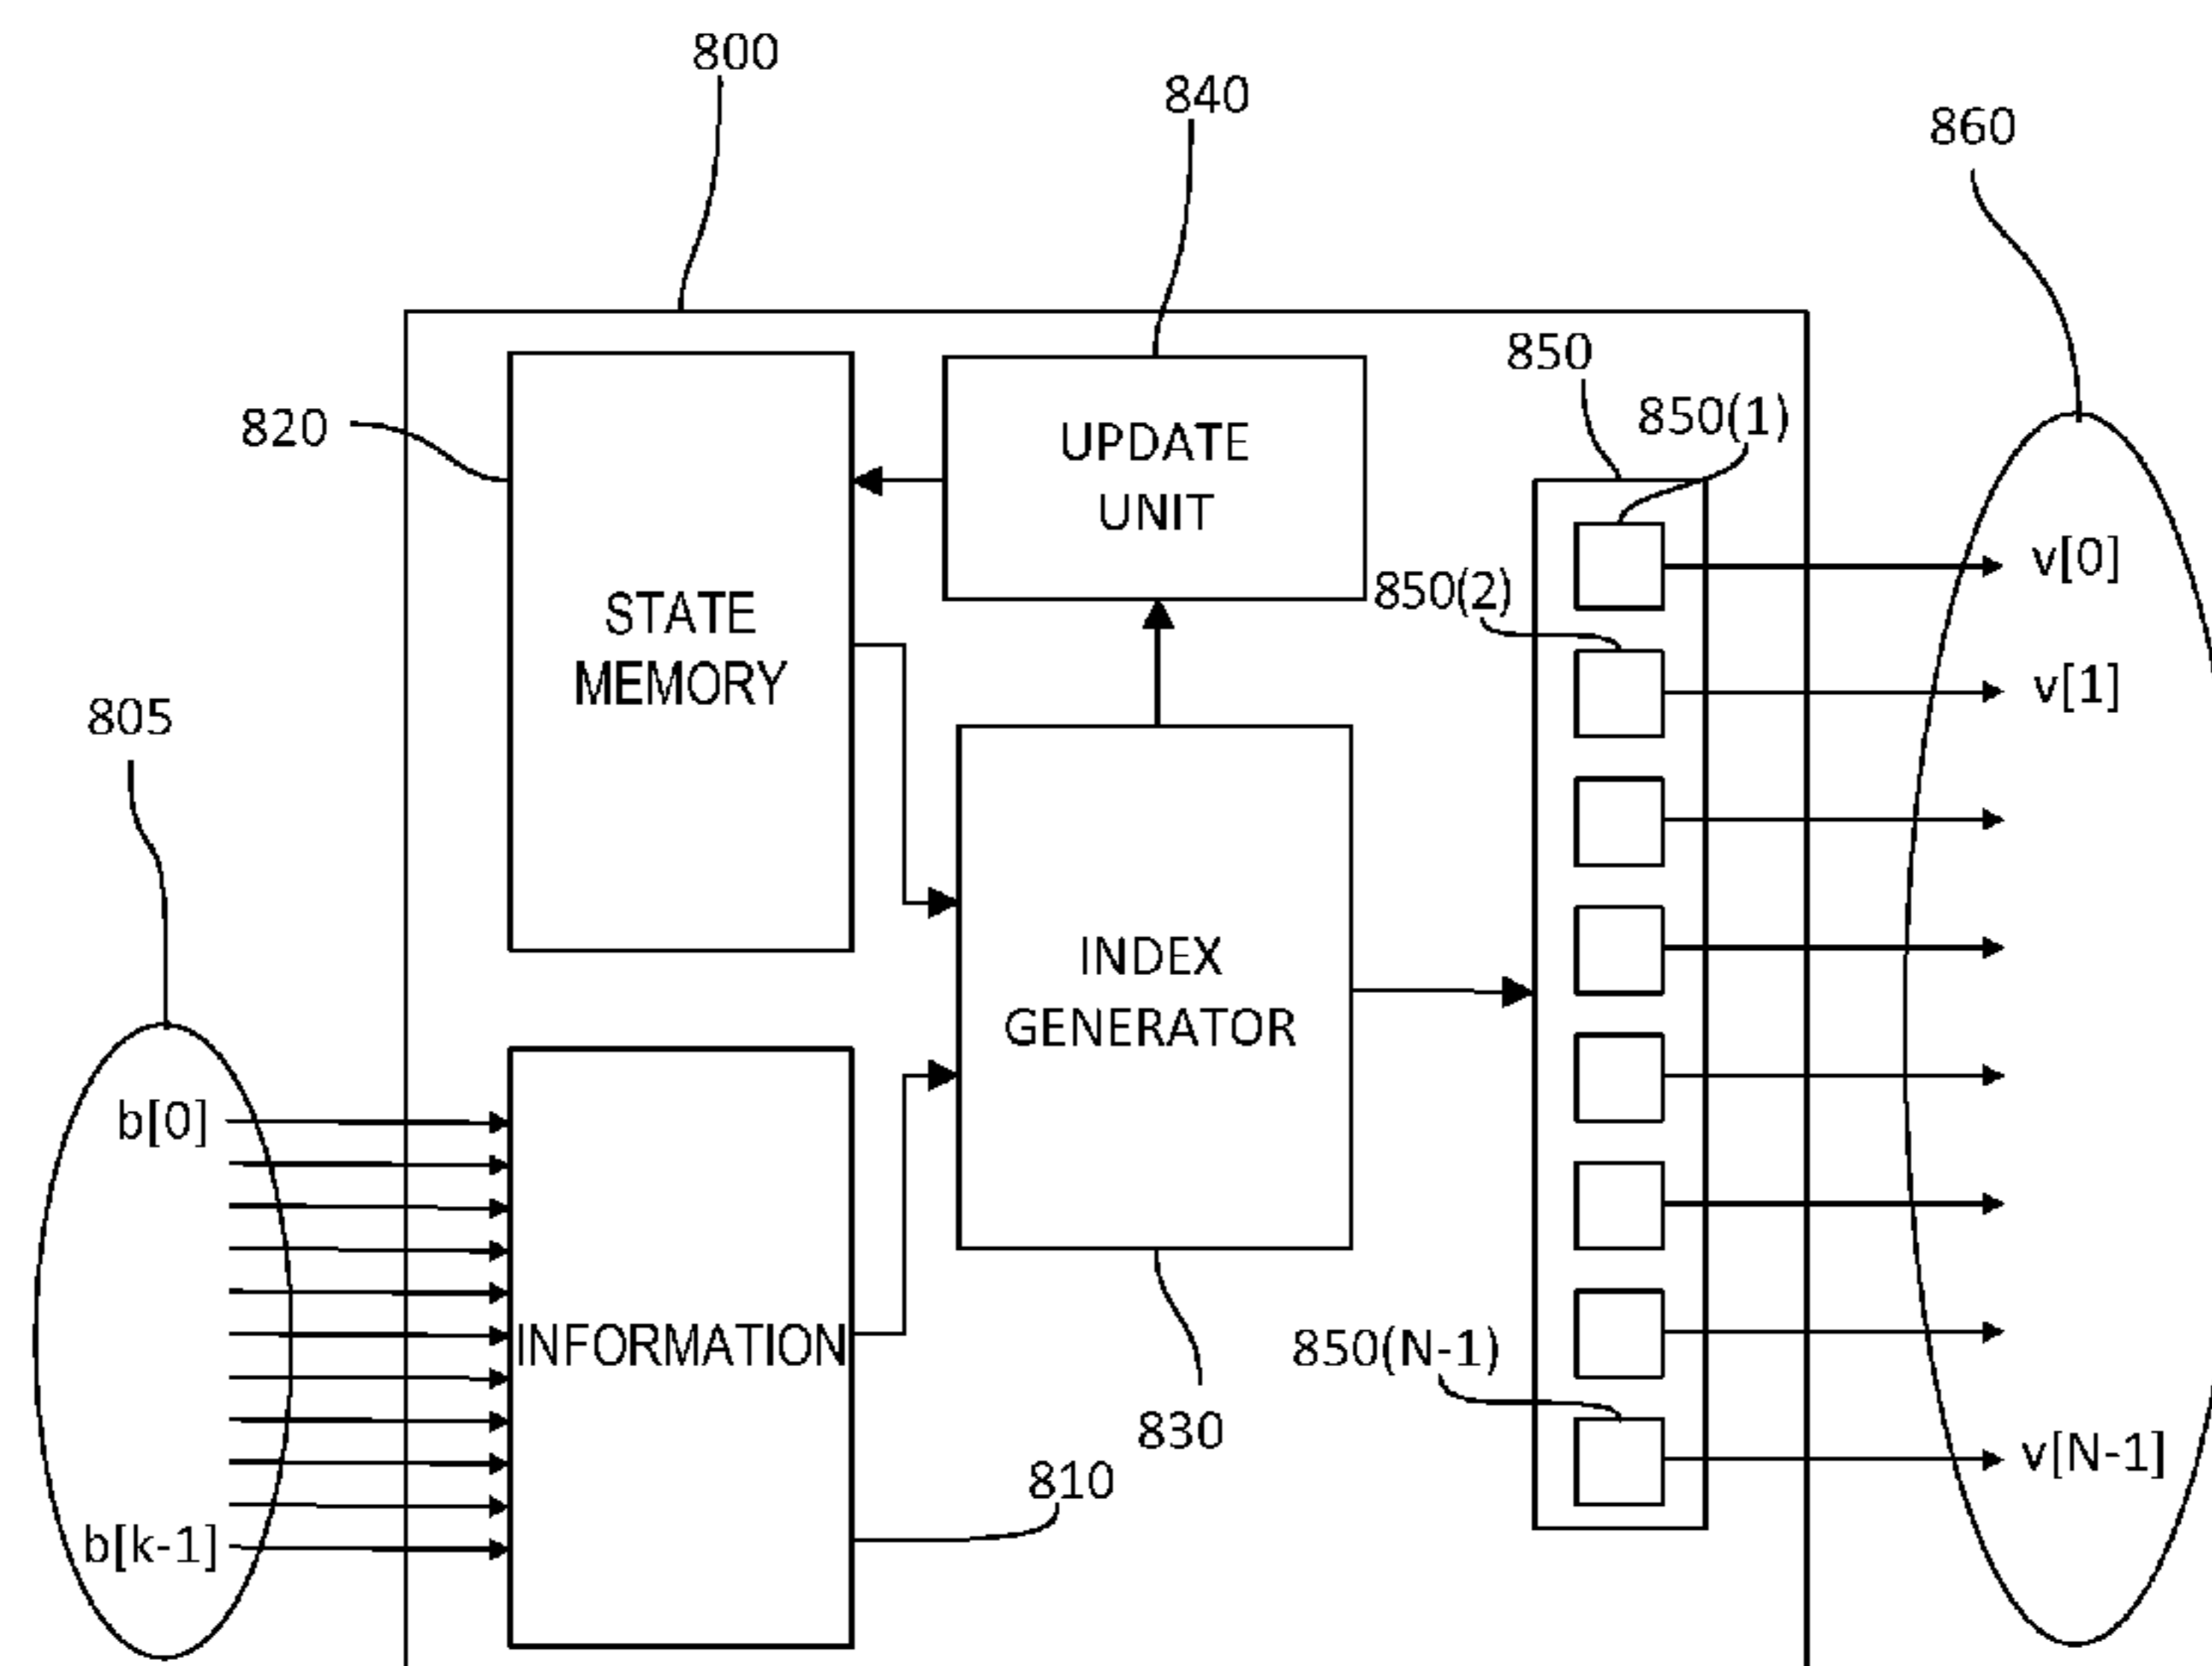 800
840
860
850
850(1)
820
UPDATE
UNIT
v[0]
850(2)
STATE
MEMORY
v[1]
805
INDEX
GENERATOR
b[0]
INFORMATION
850(N-1)
830
v[N-1]
810
b[k-1]